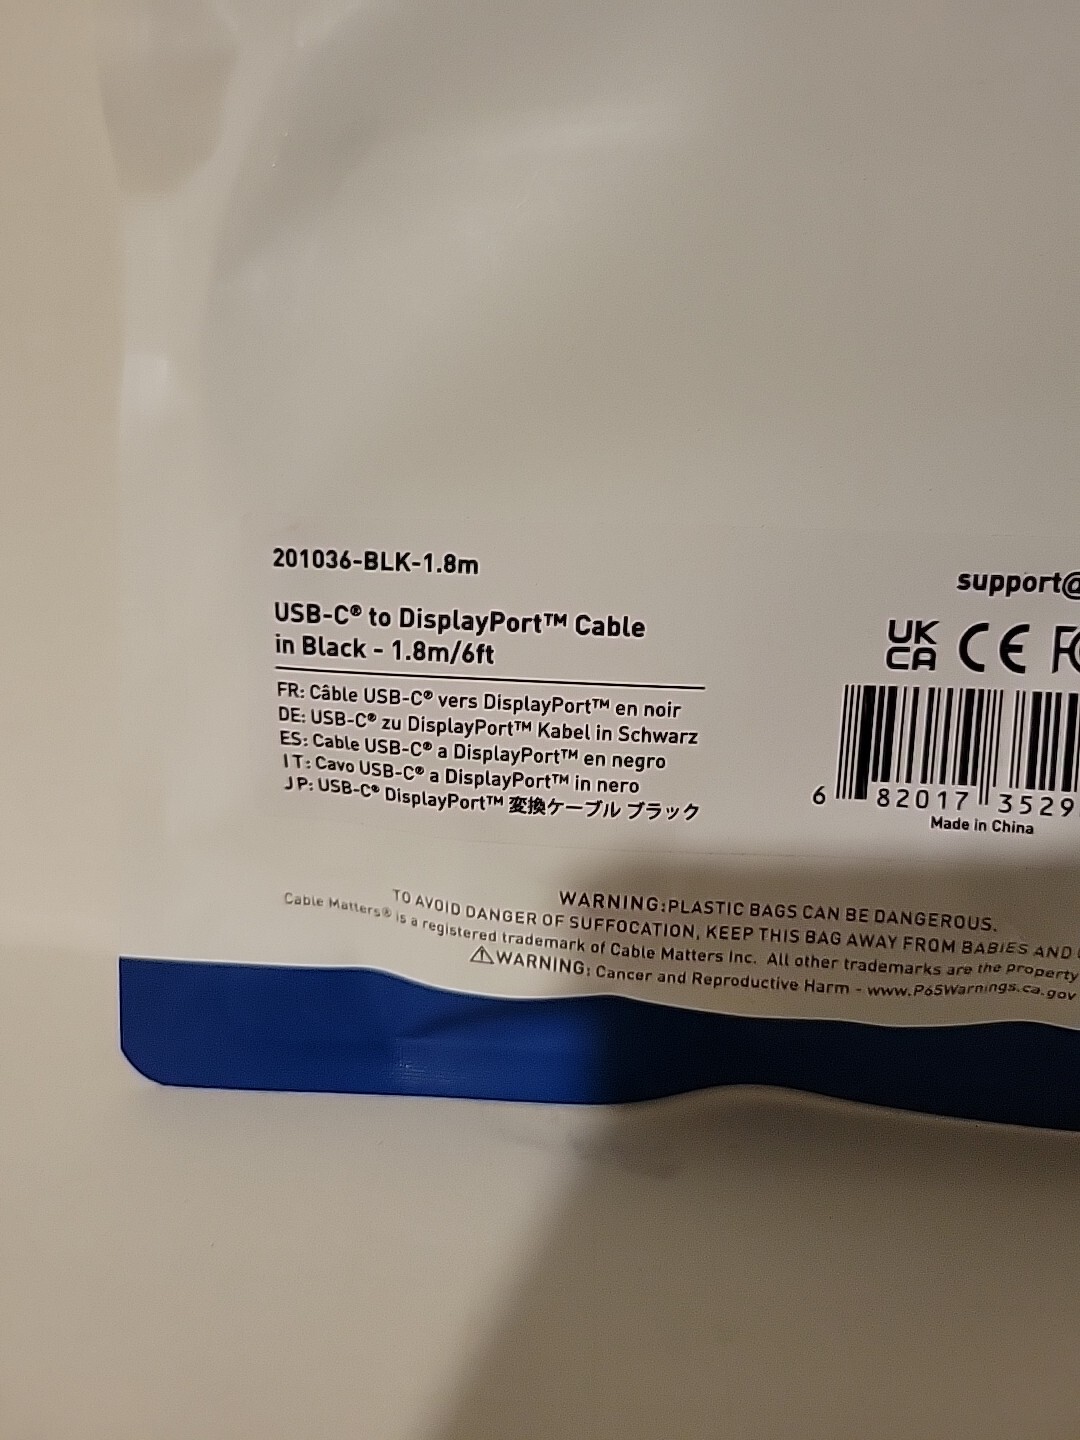 201036-BLK-1.8m
USB-C® to DisplayPort™ Cable
in Black - 1.8m/6ft
FR: Câble USB-C® vers DisplayPort™ en noir
DE: USB-C® zu DisplayPort™ Kabel in Schwarz
ES: Cable USB-C® a DisplayPort™ en negro
IT: Cavo USB-C® a DisplayPort™ in nero
JP: USB-C® DisplayPort™ 変換ケーブル ブラック
support@
UK
CA CE FC
6 82017 3529
Made in China
WARNING:PLASTIC BAGS CAN BE DANGEROUS.
TO AVOID DANGER OF SUFFOCATION, KEEP THIS BAG AWAY FROM BABIES AND
Cable Matters® is a registered trademark of Cable Matters Inc. All other trademarks are the property
⚠WARNING: Cancer and Reproductive Harm - www.P65Warnings.ca.gov